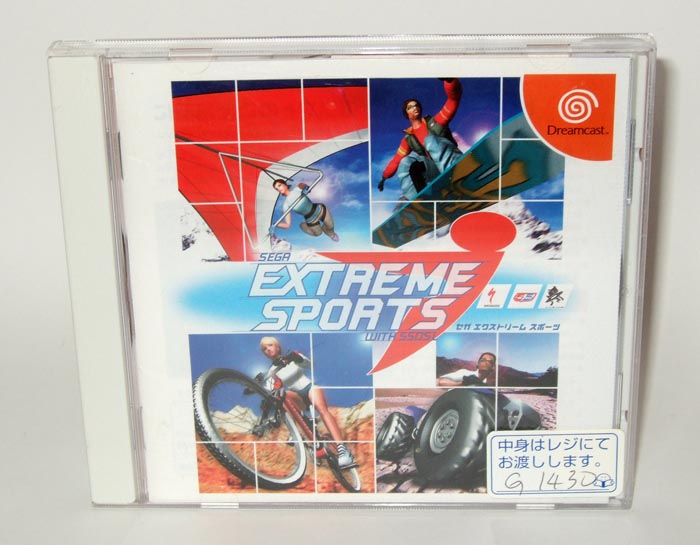 Dreamcast™
SEGA
EXTREME
SPORTS
WITH SSDS!
セガ エクストリーム スポーツ
中身はレジにて
お渡しします。
G 1430